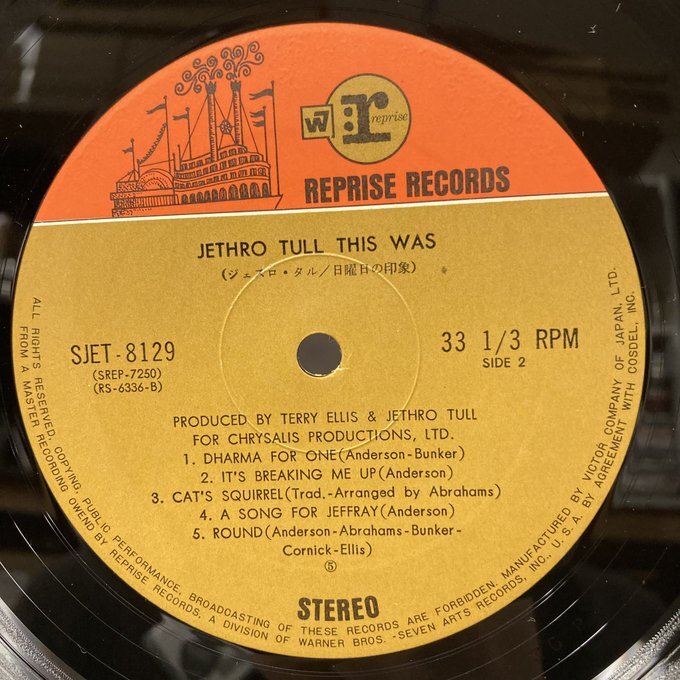 W: r reprise
REPRISE RECORDS
JETHRO TULL THIS WAS
(ジェスロ・タル/日曜日の印象)
SJET-8129
(SREP-7250)
(RS-6336-B)
33 1/3 RPM
SIDE 2
PRODUCED BY TERRY ELLIS & JETHRO TULL
FOR CHRYSALIS PRODUCTIONS, LTD.
1. DHARMA FOR ONE (Anderson-Bunker)
2. IT'S BREAKING ME UP (Anderson)
3. CAT'S SQUIREL (Trad.-Arranged by Abrahams)
4. A SONG FOR JEFFRAY (Anderson)
5. ROUND (Anderson-Abrahams-Bunker-
Cornick-Ellis)
⑤
STEREO
ALL RIGHTS RESERVED, COPYING, PUBLIC PERFORMANCE, BROADCASTING OF THESE RECORDS ARE FORBIDDEN. MANUFACTURED BY VICTOR COMPANY OF JAPAN, LTD.
FROM A MASTER RECORDING OWEND BY REPRISE RECORDS, A DIVISION OF WARNER BROS.-SEVEN ARTS RECORDS, INC., U.S.A. BY AGREEMENT WITH COSDEL, INC.